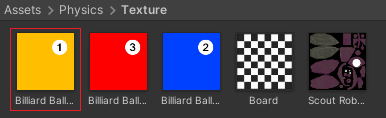 Assets > Physics > Texture
1 3 2
Billiard Ball... Billiard Ball... Billiard Ball... Board Scout Rob...